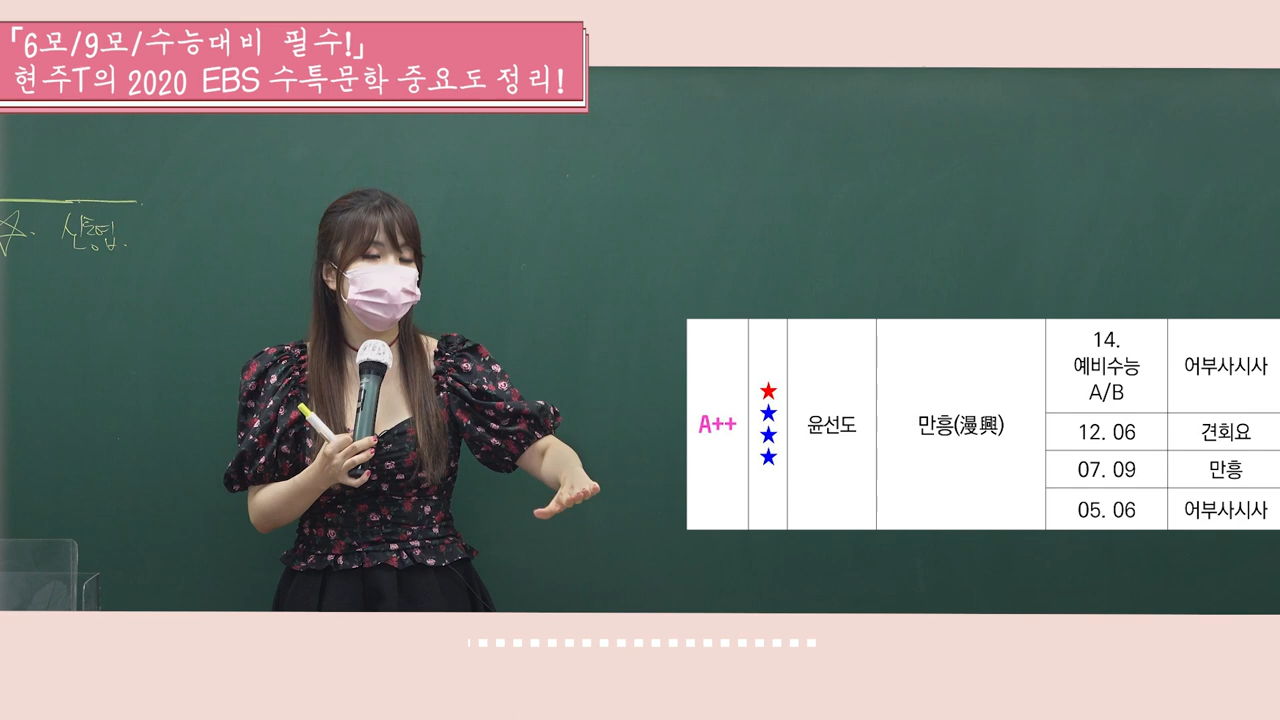 「6모/9모/수능대비 필수!」
현주T의 2020 EBS 수특문학 중요도 정리!
A++
윤선도
만흥(漫興)
14.
예비수능
A/B
어부사시사
12. 06
견회요
07. 09
만흥
05. 06
어부사시사